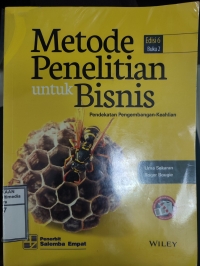 Metode
Penelitian
untuk Bisnis
Edisi 6
Buku 2
Pendekatan Pengembangan-Keahlian
Uma Sekaran
Roger Bougie
Penerbit
Salemba Empat
WILEY